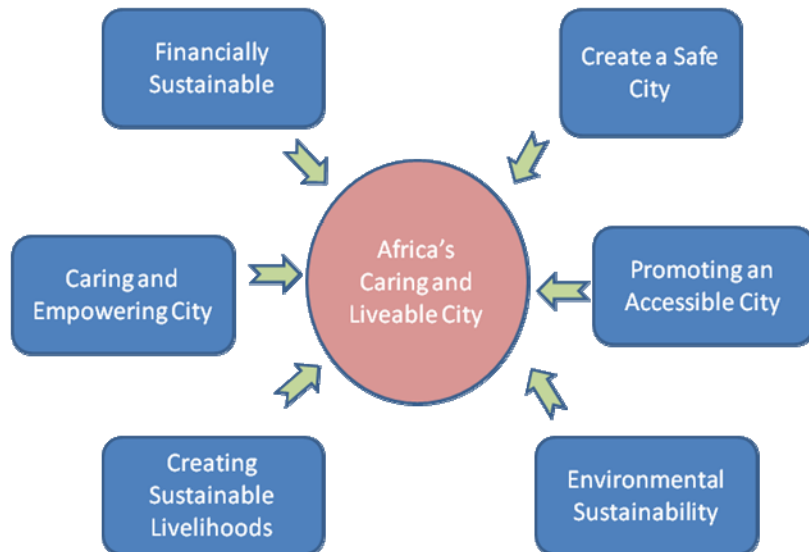 Financially
Sustainable
Create a Safe
City
Africa's
Caring and
Liveable City
Caring and
Empowering City
Promoting an
Accessible City
Creating
Sustainable
Livelihoods
Environmental
Sustainability